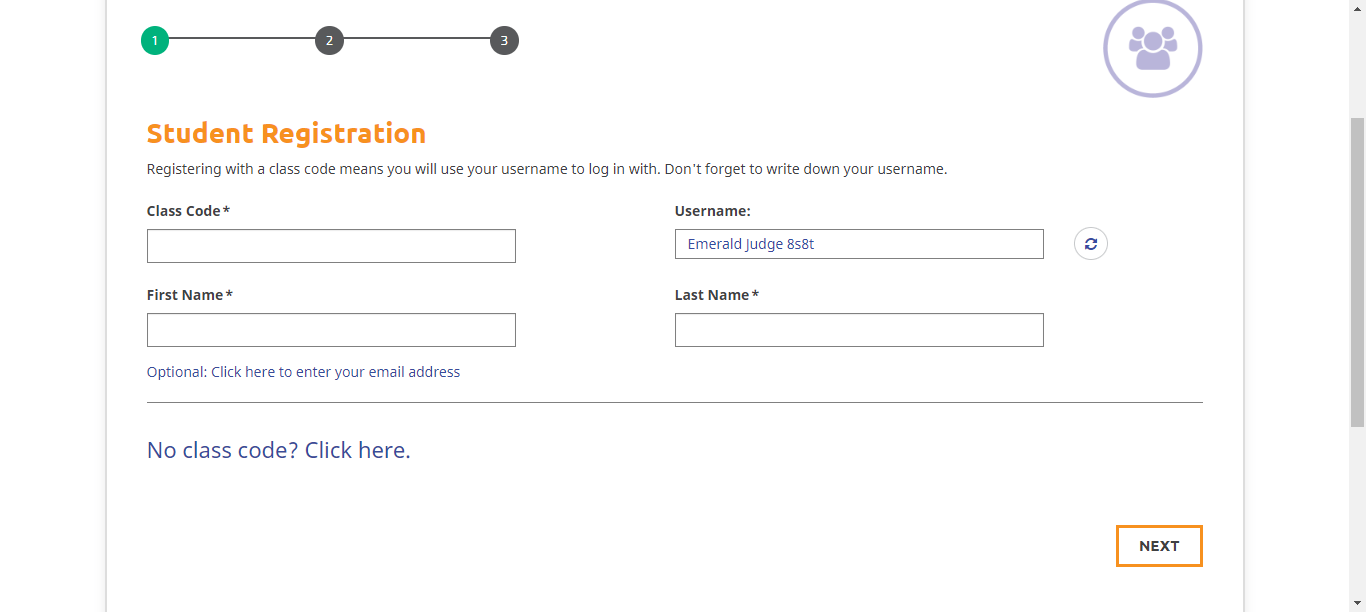 1 2 3
Student Registration
Registering with a class code means you will use your username to log in with. Don't forget to write down your username.
Class Code*
Username:
Emerald Judge 8s8t
First Name*
Last Name*
Optional: Click here to enter your email address
No class code? Click here.
NEXT